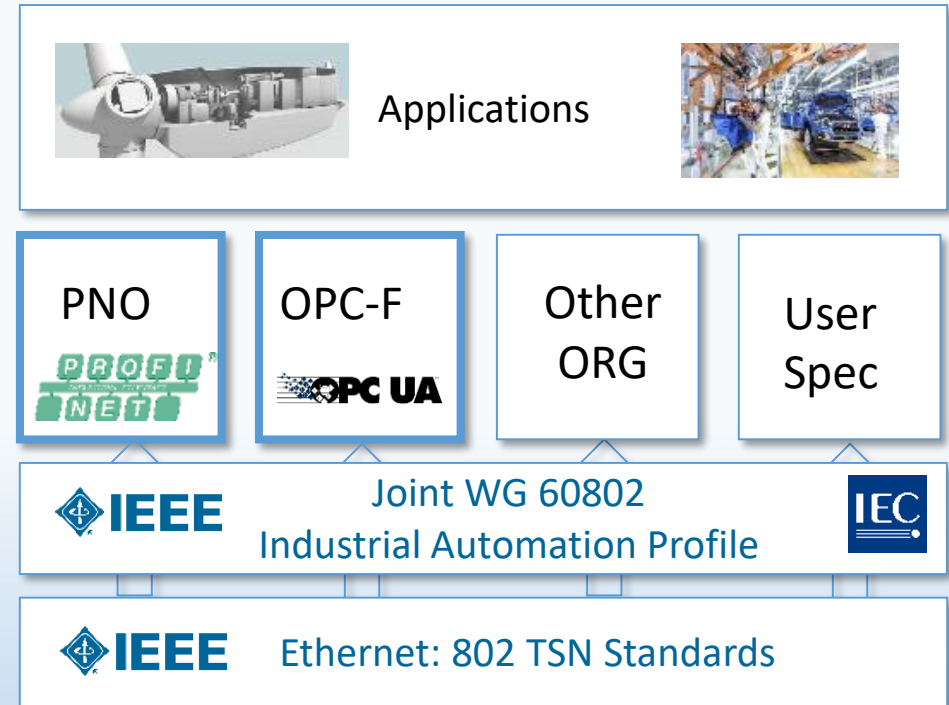 Applications
PNO
PROFI®
NET
OPC-F
OPC UA
Other
ORG
User
Spec
IEEE
Joint WG 60802
Industrial Automation Profile
IEC
IEEE
Ethernet: 802 TSN Standards